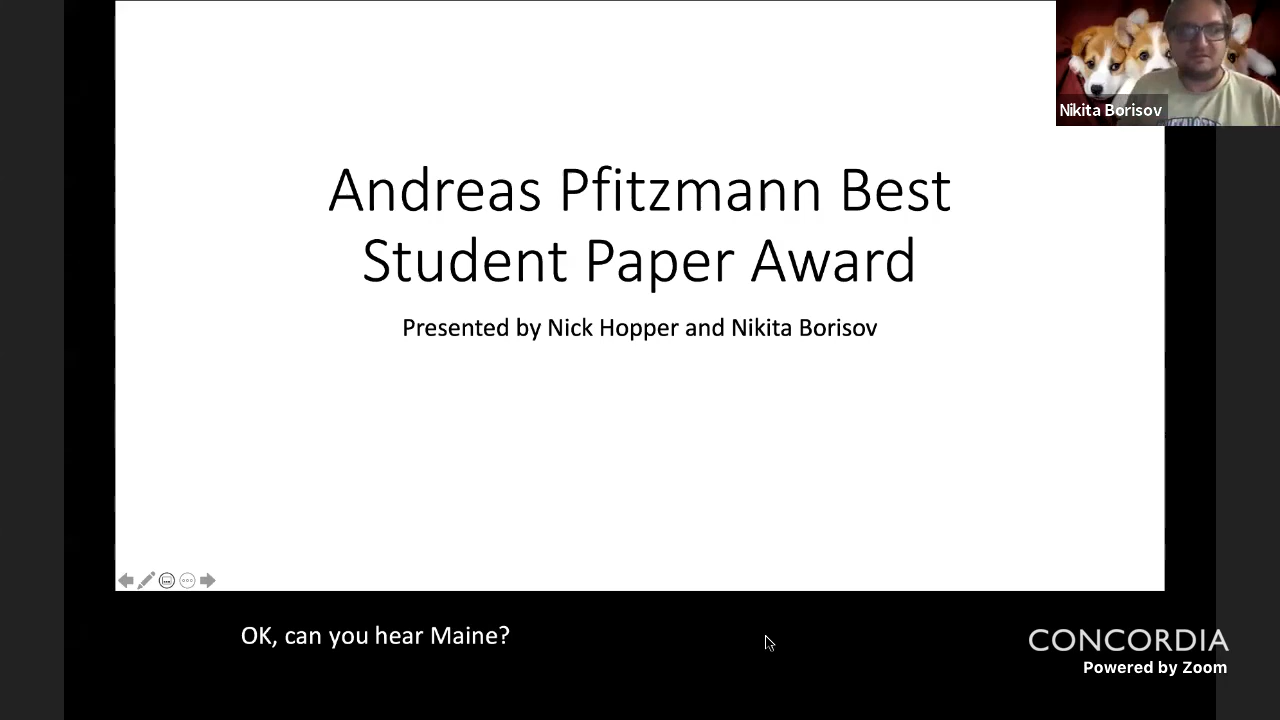 Nikita Borisov
Andreas Pfitzmann Best
Student Paper Award
Presented by Nick Hopper and Nikita Borisov
OK, can you hear Maine?
CONCORDIA
Powered by Zoom